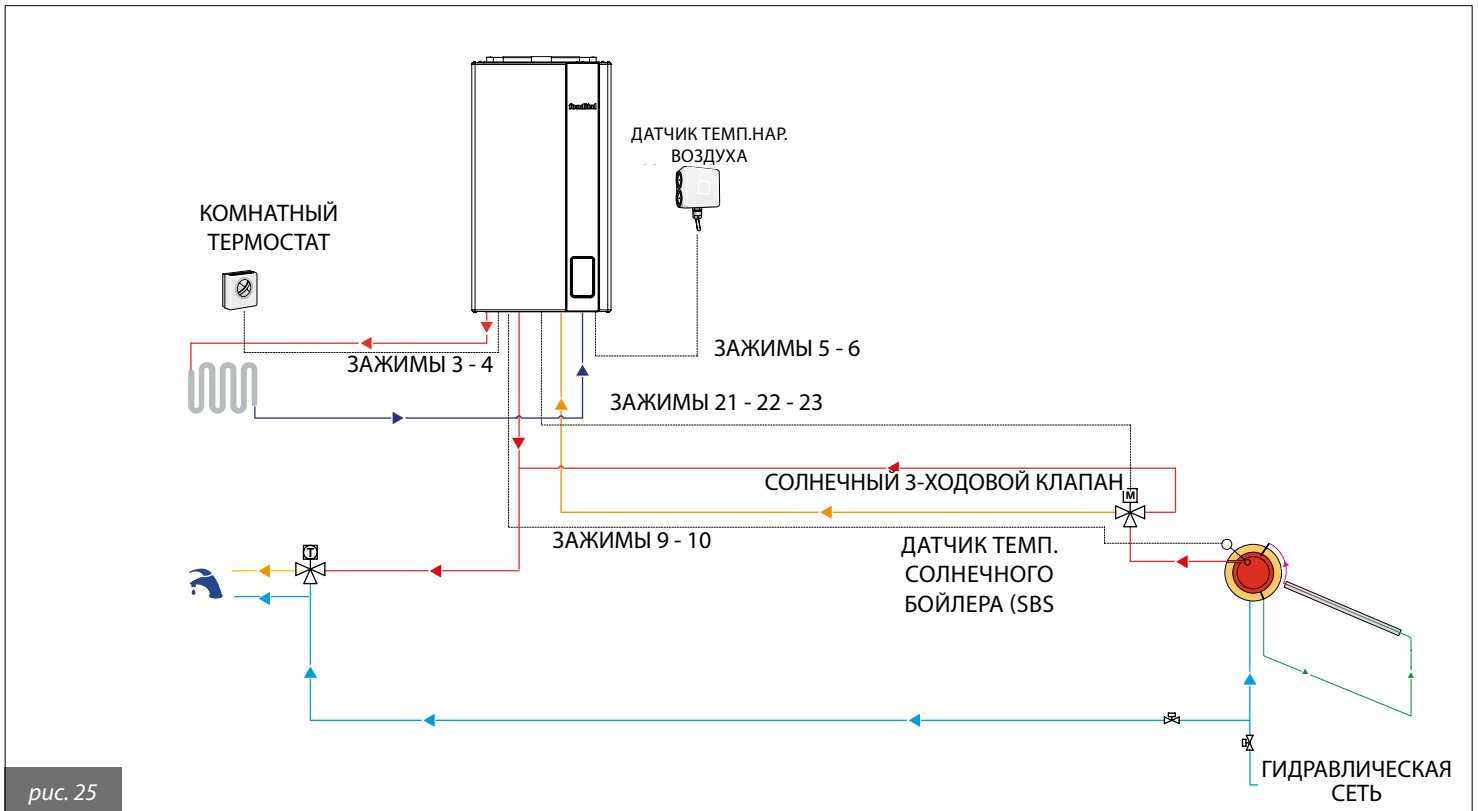 fondital
ДАТЧИК ТЕМП.НАР.
ВОЗДУХА
КОМНАТНЫЙ
ТЕРМОСТАТ
ЗАЖИМЫ 3 - 4
ЗАЖИМЫ 5 - 6
ЗАЖИМЫ 21 - 22 - 23
СОЛНЕЧНЫЙ 3-ХОДОВОЙ КЛАПАН
M
ЗАЖИМЫ 9 - 10
ДАТЧИК ТЕМП.
СОЛНЕЧНОГО
БОЙЛЕРА (SBS
T
ГИДРАВЛИЧЕСКАЯ
СЕТЬ
рис. 25